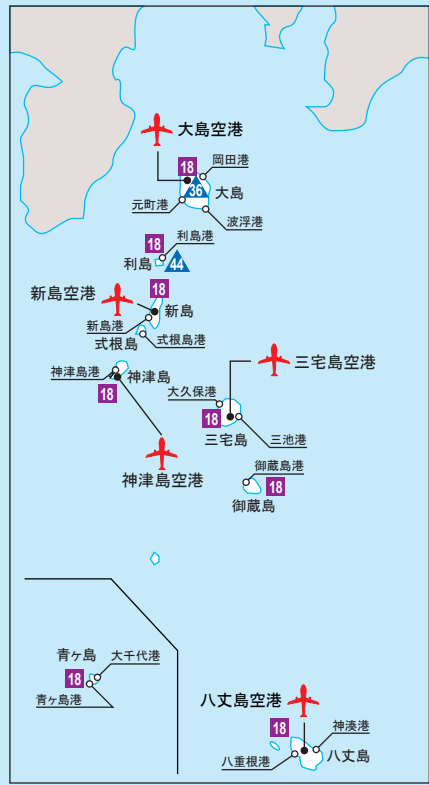 大島空港
18
岡田港
36
大島
元町港
波浮港
利島港
18
利島
44
新島空港
18
新島
新島港
式根島
式根島港
三宅島空港
神津島港
神津島
18
大久保港
18
三宅島
三池港
神津島空港
御蔵島港
18
御蔵島
青ヶ島
大千代港
18
青ヶ島港
八丈島空港
18
神湊港
八重根港
八丈島